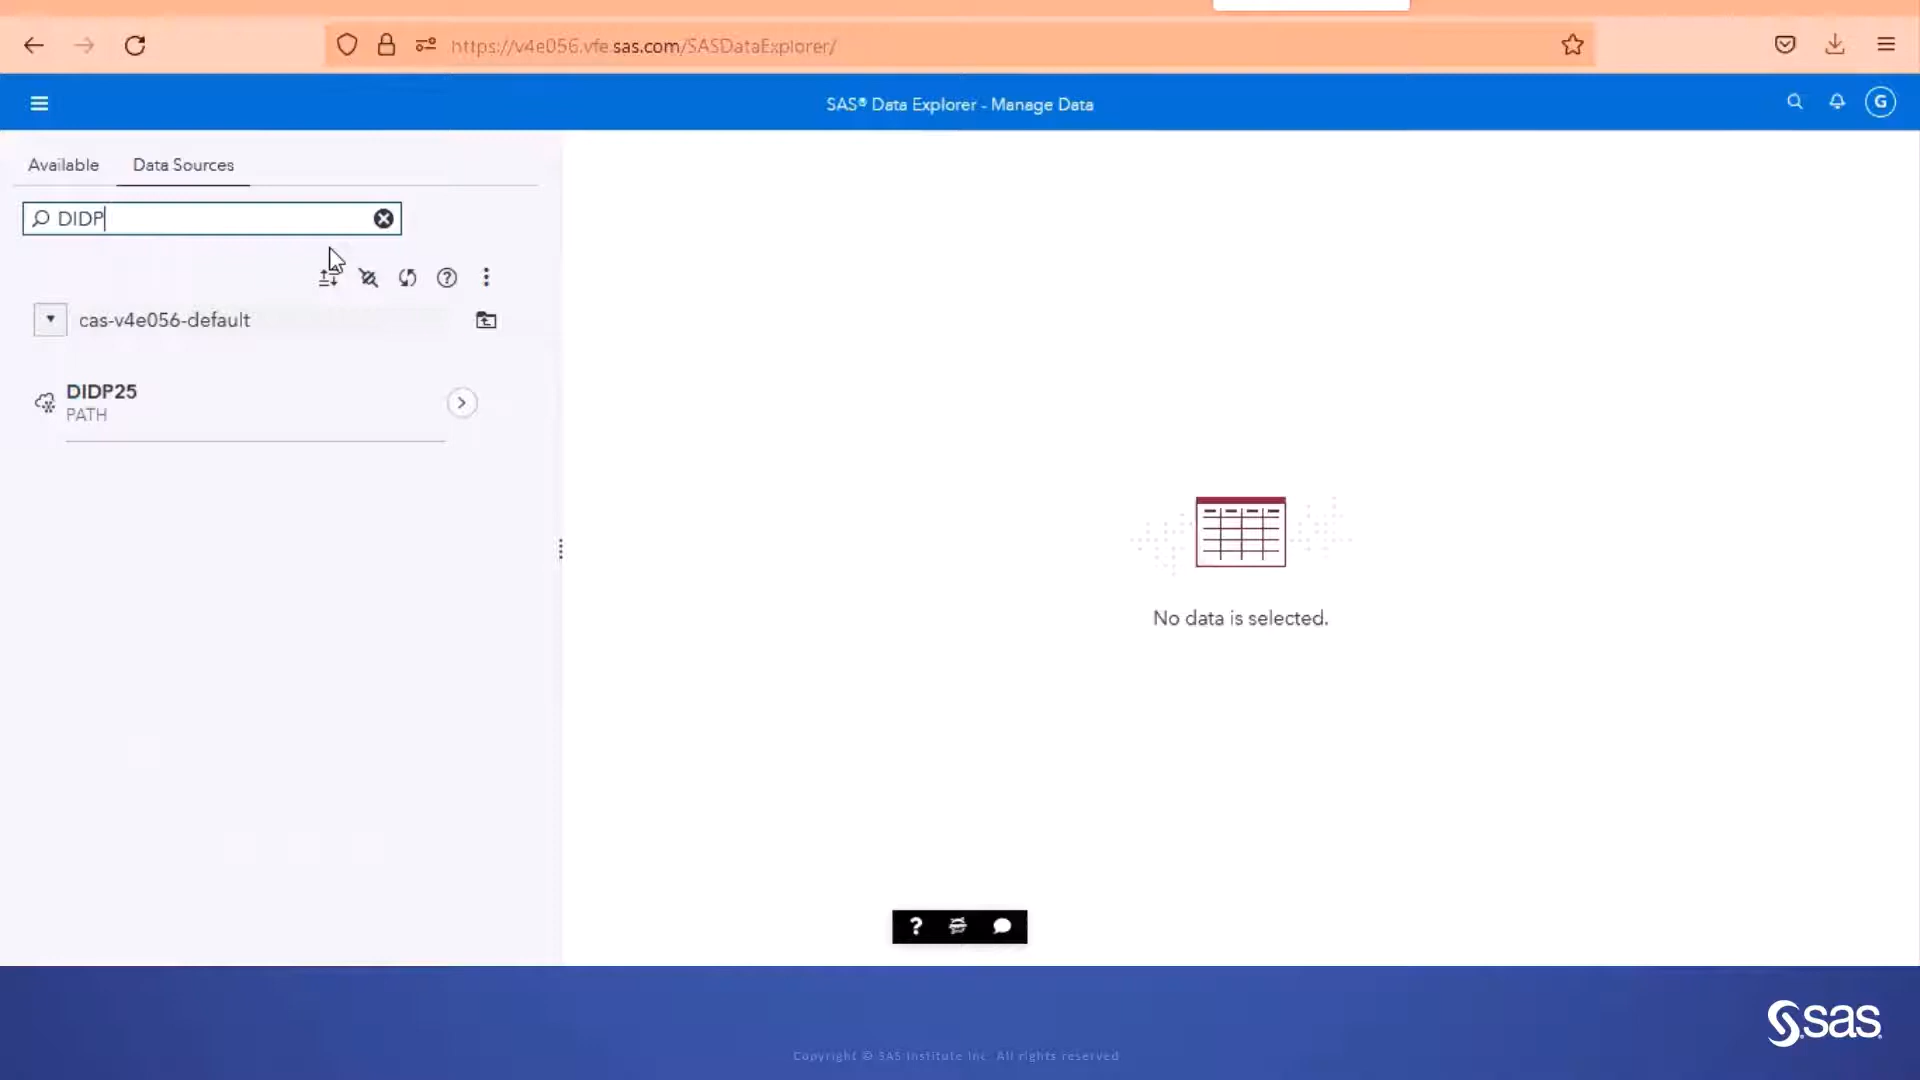 https://v4e056.vfe.sas.com/SASDataExplorer/
SAS® Data Explorer - Manage Data
G
Available
Data Sources
DIDP
cas-v4e056-default
DIDP25
PATH
No data is selected.
?
sas
Copyright © SAS Institute Inc. All rights reserved